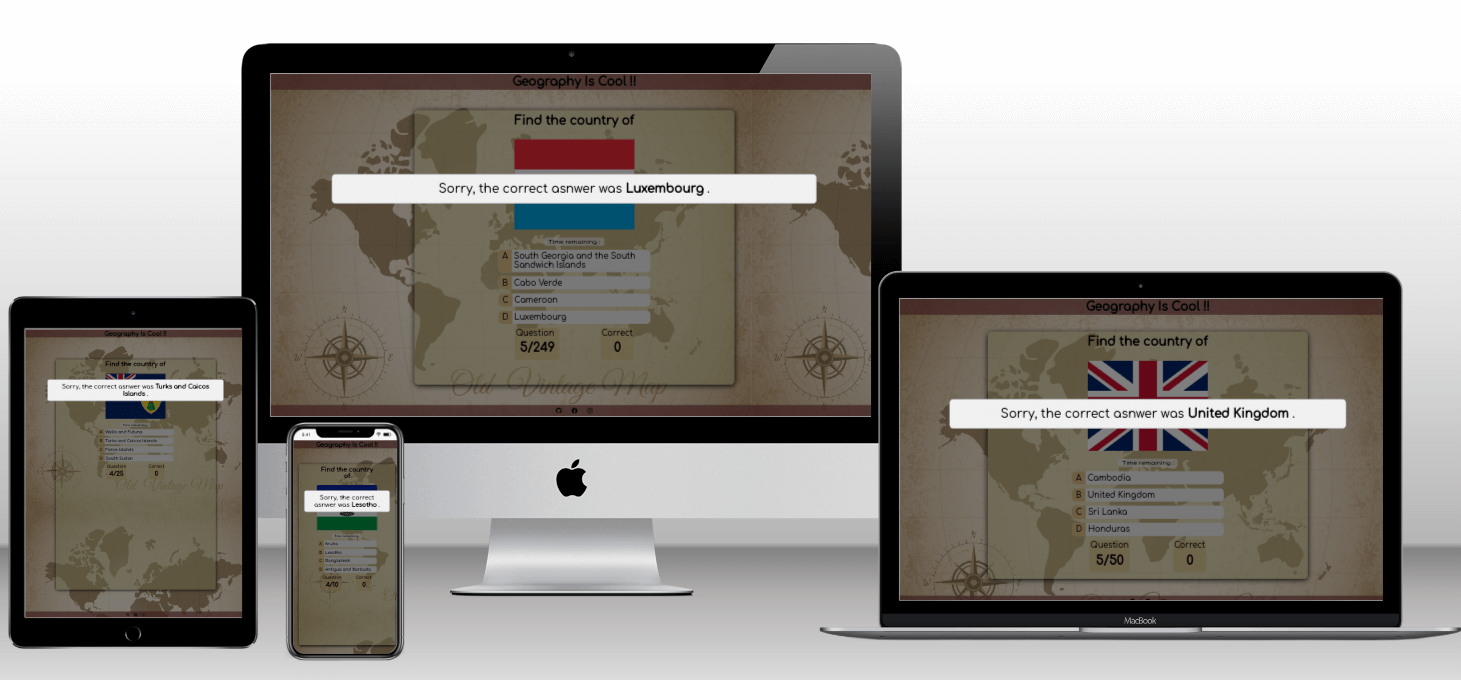 Geography Is Cool !!
Find the country of
Sorry, the correct asnwer was Luxembourg .
Time remaining :
A South Georgia and the South
Sandwich Islands
B Cabo Verde
C Cameroon
D Luxembourg
Question Correct
5/249 0
Old Vintage Map
N
W E
N
W E
Geography Is Cool !!
Find the country of
Sorry, the correct asnwer was Turks and Caicos
Islands .
Time remaining :
A Wallis and Futuna
B Turks and Caicos Islands
C Faroe Islands
D South Sudan
Question Correct
4/25 0
Old Vintage Map
9:41
Geography Is Cool !!
Find the country
of
Sorry, the correct
asnwer was Lesotho .
Time remaining :
A Aruba
B Lesotho
C Bangladesh
D Antigua and Barbuda
Question Correct
4/10 0
Geography Is Cool !!
Find the country of
Sorry, the correct asnwer was United Kingdom .
Time remaining :
A Cambodia
B United Kingdom
C Sri Lanka
D Honduras
Question Correct
5/50 0
N
MacBook